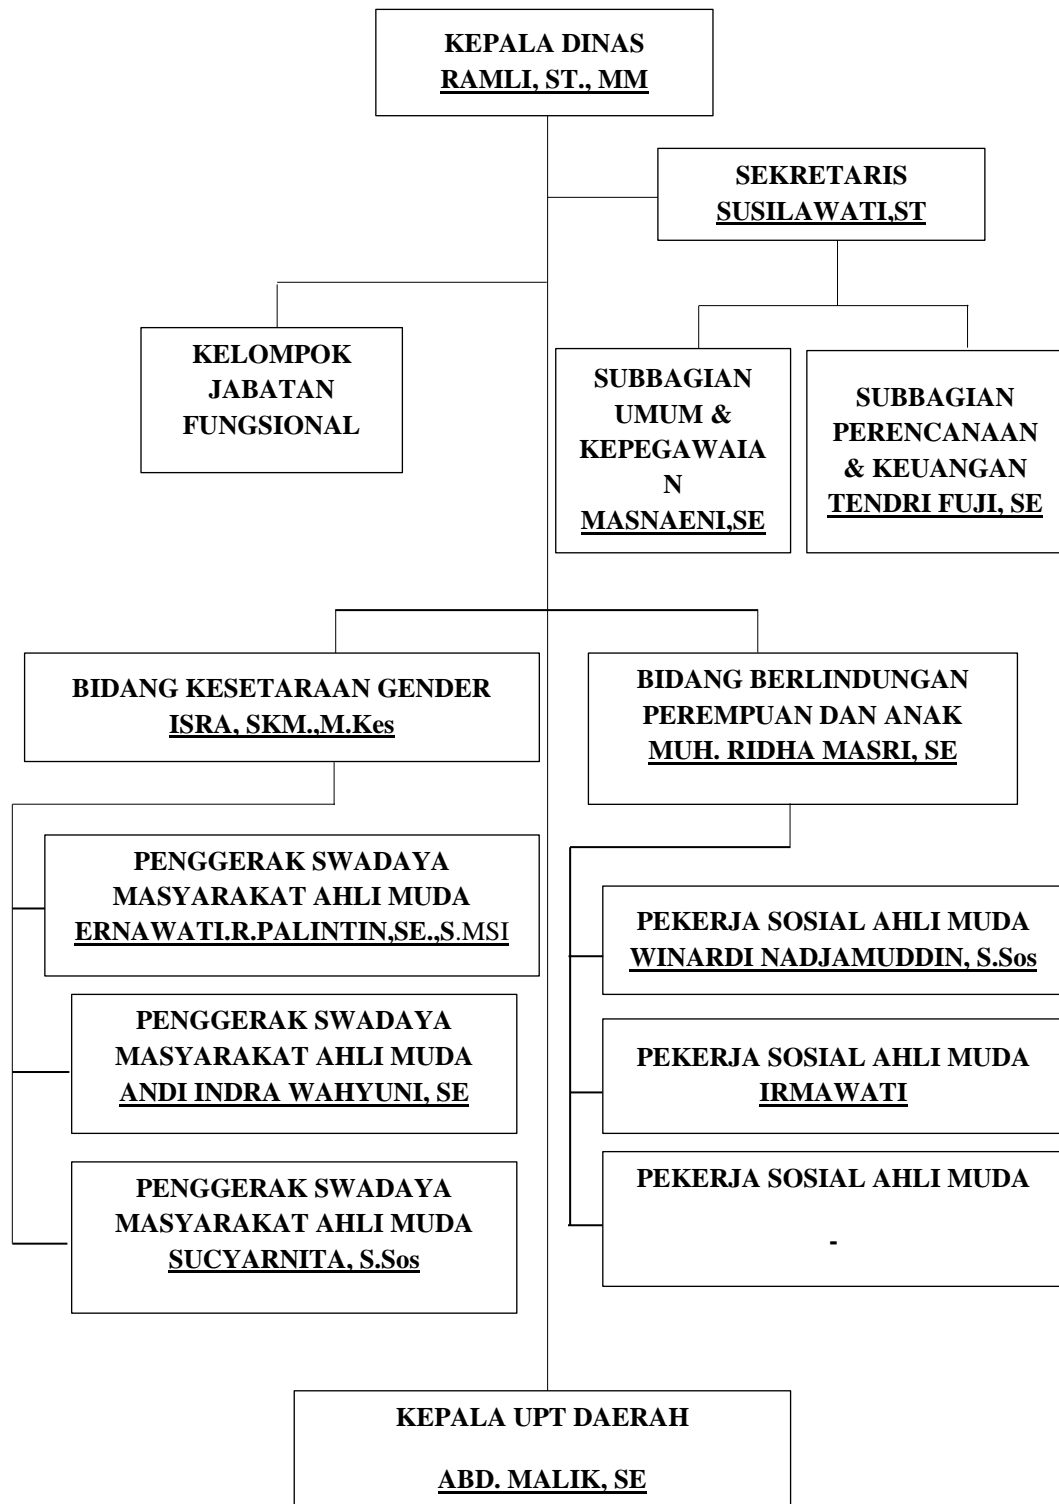 KEPALA DINAS
RAMLI, ST., MM
SEKRETARIS
SUSILAWATI,ST
KELOMPOK
JABATAN
FUNGSIONAL
SUBBAGIAN
UMUM &
KEPEGAWAIA
N
MASNAENI,SE
SUBBAGIAN
PERENCANAAN
& KEUANGAN
TENDRI FUJI, SE
BIDANG KESETARAAN GENDER
ISRA, SKM.,M.Kes
BIDANG BERLINDUNGAN
PEREMPUAN DAN ANAK
MUH. RIDHA MASRI, SE
PENGGERAK SWADAYA
MASYARAKAT AHLI MUDA
ERNAWATI.R.PALINTIN,SE.,S.MSI
PENGGERAK SWADAYA
MASYARAKAT AHLI MUDA
ANDI INDRA WAHYUNI, SE
PENGGERAK SWADAYA
MASYARAKAT AHLI MUDA
SUCYARNITA, S.Sos
PEKERJA SOSIAL AHLI MUDA
WINARDI NADJAMUDDIN, S.Sos
PEKERJA SOSIAL AHLI MUDA
IRMAWATI
PEKERJA SOSIAL AHLI MUDA
-
KEPALA UPT DAERAH
ABD. MALIK, SE